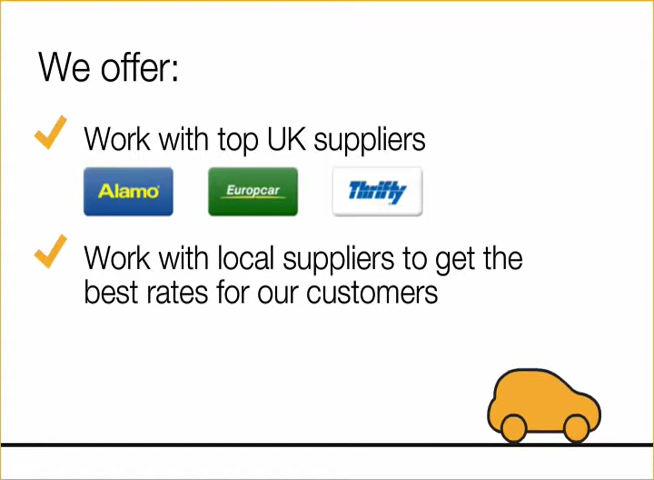 We offer:
Work with top UK suppliers
Alamo
Europcar
Thrifty
Work with local suppliers to get the
best rates for our customers